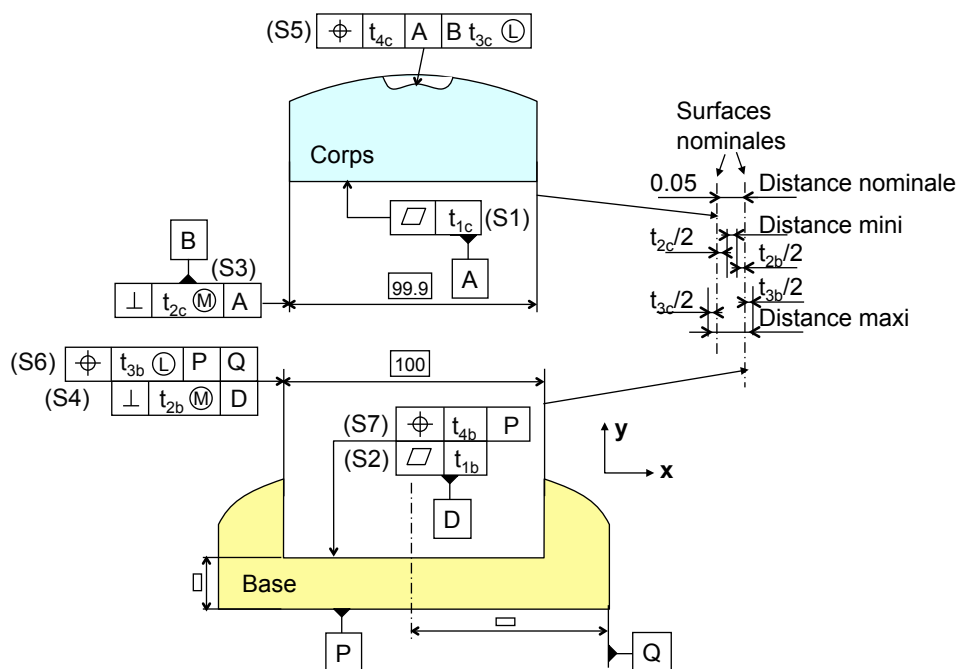 (S5) ⌖ t4c A B t3c Ⓛ
Surfaces
nominales
Corps
0.05 Distance nominale
⏥ t1c (S1)
Distance mini
B
t2c/2
t2b/2
(S3)
A
⊥ t2c Ⓜ A
99.9
t3c/2
t3b/2
Distance maxi
(S6) ⌖ t3b Ⓛ P Q
100
(S4) ⊥ t2b Ⓜ D
(S7) ⌖ t4b P
(S2) ⏥ t1b
y
x
D
Base
P
Q